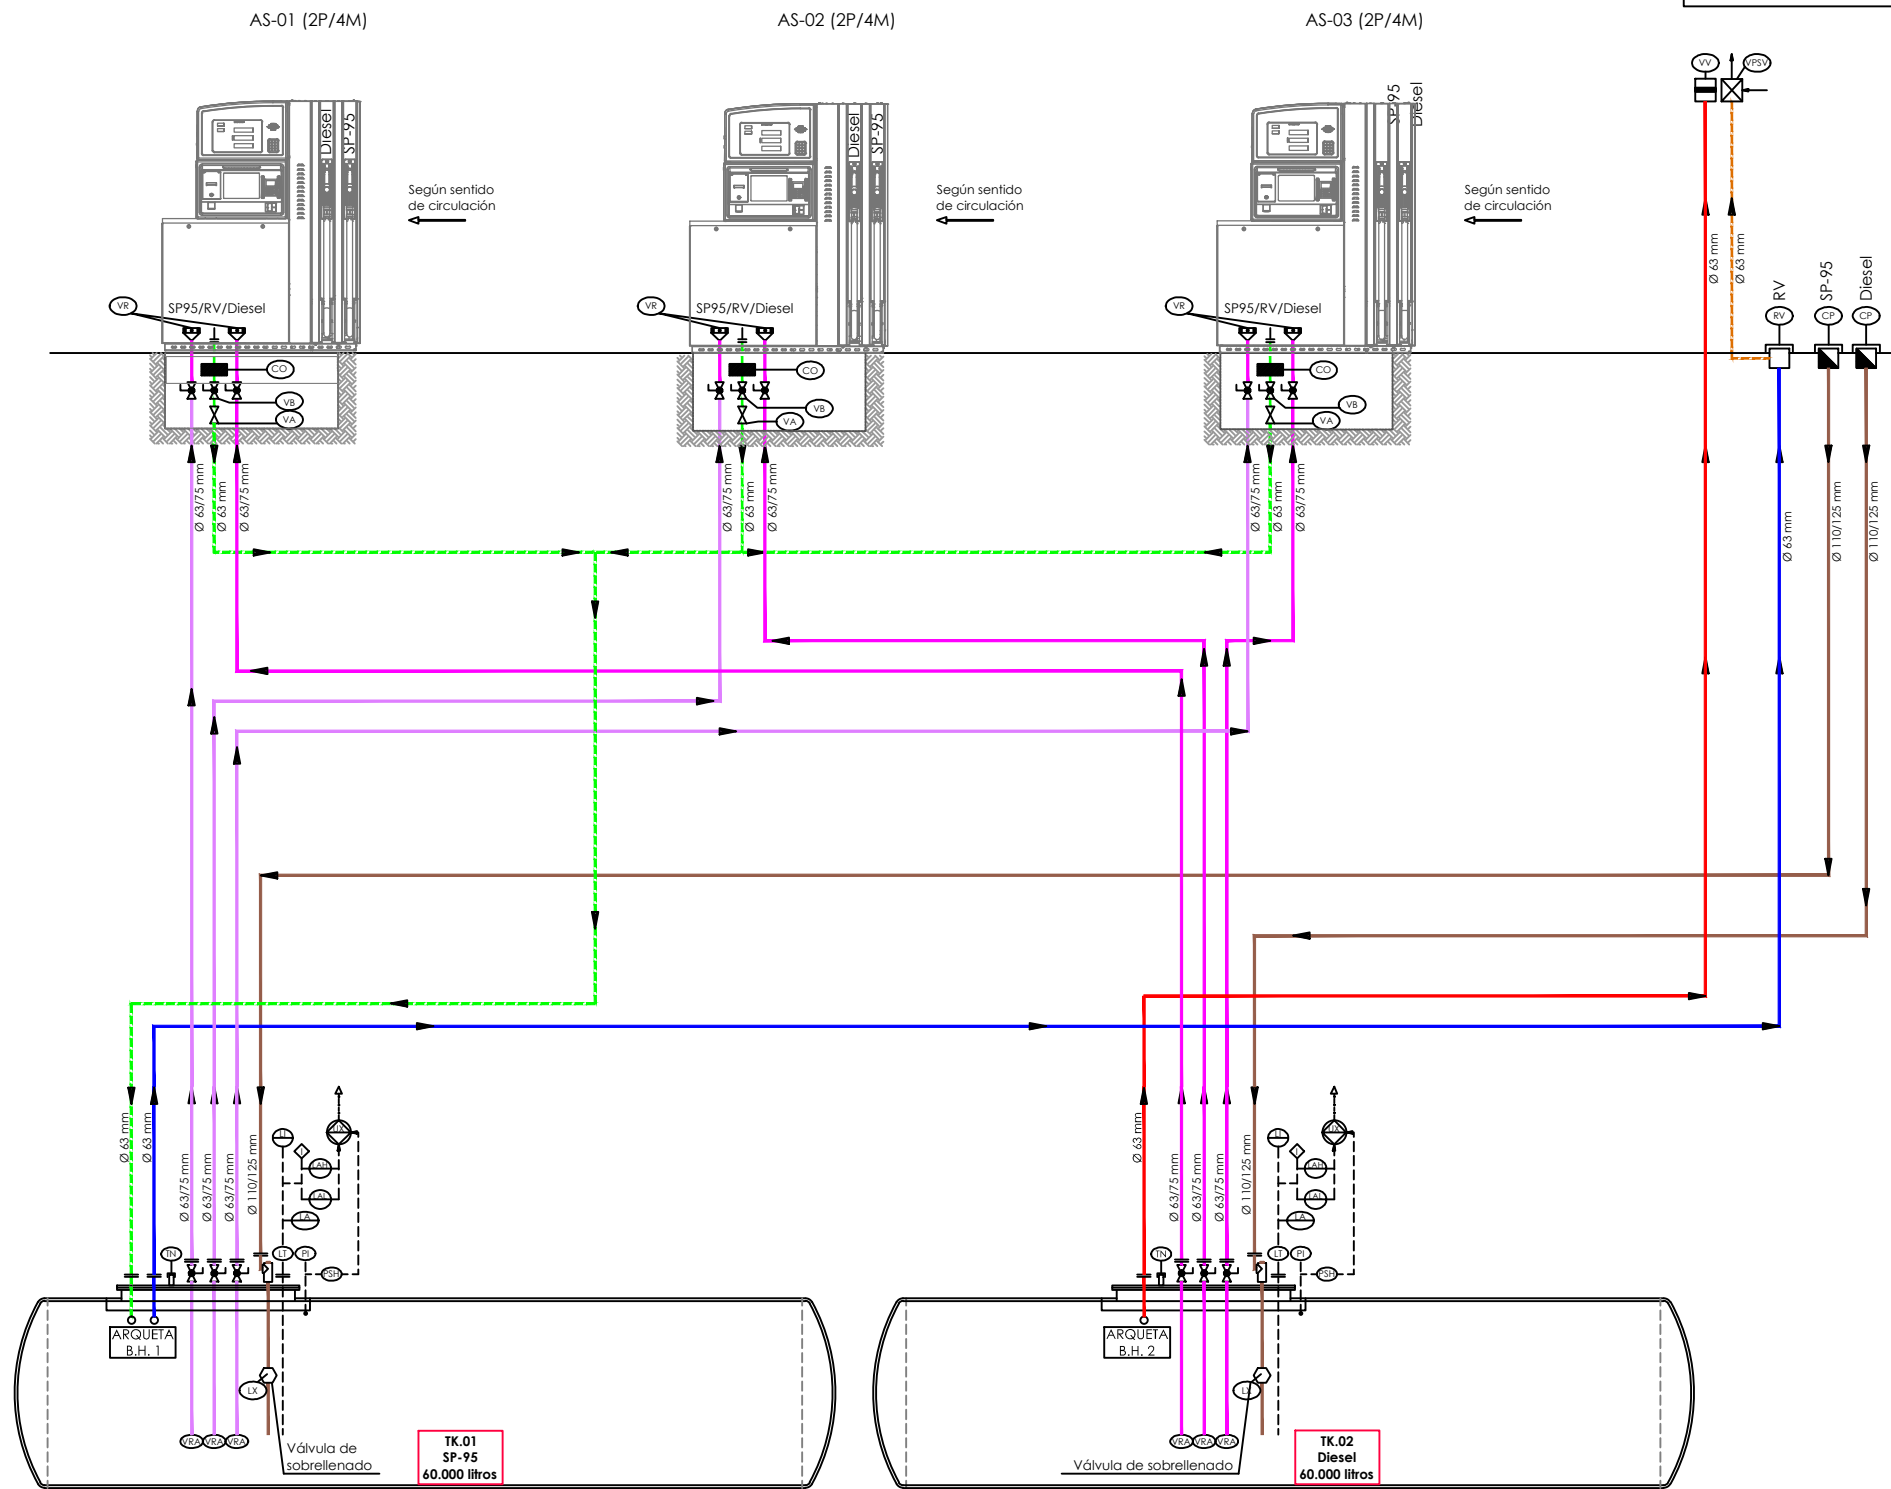 AS-01 (2P/4M)
AS-02 (2P/4M)
AS-03 (2P/4M)
VV
VPSV
Diesel
SP-95
Diesel
SP-95
SP-95
Diesel
Según sentido
de circulación
Según sentido
de circulación
Según sentido
de circulación
Ø 63 mm
Ø 63 mm
RV
SP-95
Diesel
VR
SP95/RV/Diesel
VR
SP95/RV/Diesel
VR
SP95/RV/Diesel
RV
CP
CP
CO
VB
VA
CO
VB
VA
CO
VB
VA
Ø 63/75 mm
Ø 63 mm
Ø 63/75 mm
Ø 63/75 mm
Ø 63 mm
Ø 63/75 mm
Ø 63/75 mm
Ø 63 mm
Ø 63/75 mm
Ø 63 mm
Ø 110/125 mm
Ø 110/125 mm
Ø 63 mm
Ø 63 mm
Ø 63/75 mm
Ø 63/75 mm
Ø 63/75 mm
Ø 110/125 mm
LI
UX
I
LAH
LAL
LA
TN
LT
PI
PSH
Ø 63 mm
Ø 63/75 mm
Ø 63/75 mm
Ø 63/75 mm
Ø 110/125 mm
LI
UX
I
LAH
LAL
LA
TN
LT
PI
PSH
ARQUETA
B.H. 1
ARQUETA
B.H. 2
LX
LX
VRA
VRA
VRA
Válvula de
sobrellenado
TK.01
SP-95
60.000 litros
VRA
VRA
VRA
Válvula de sobrellenado
TK.02
Diesel
60.000 litros